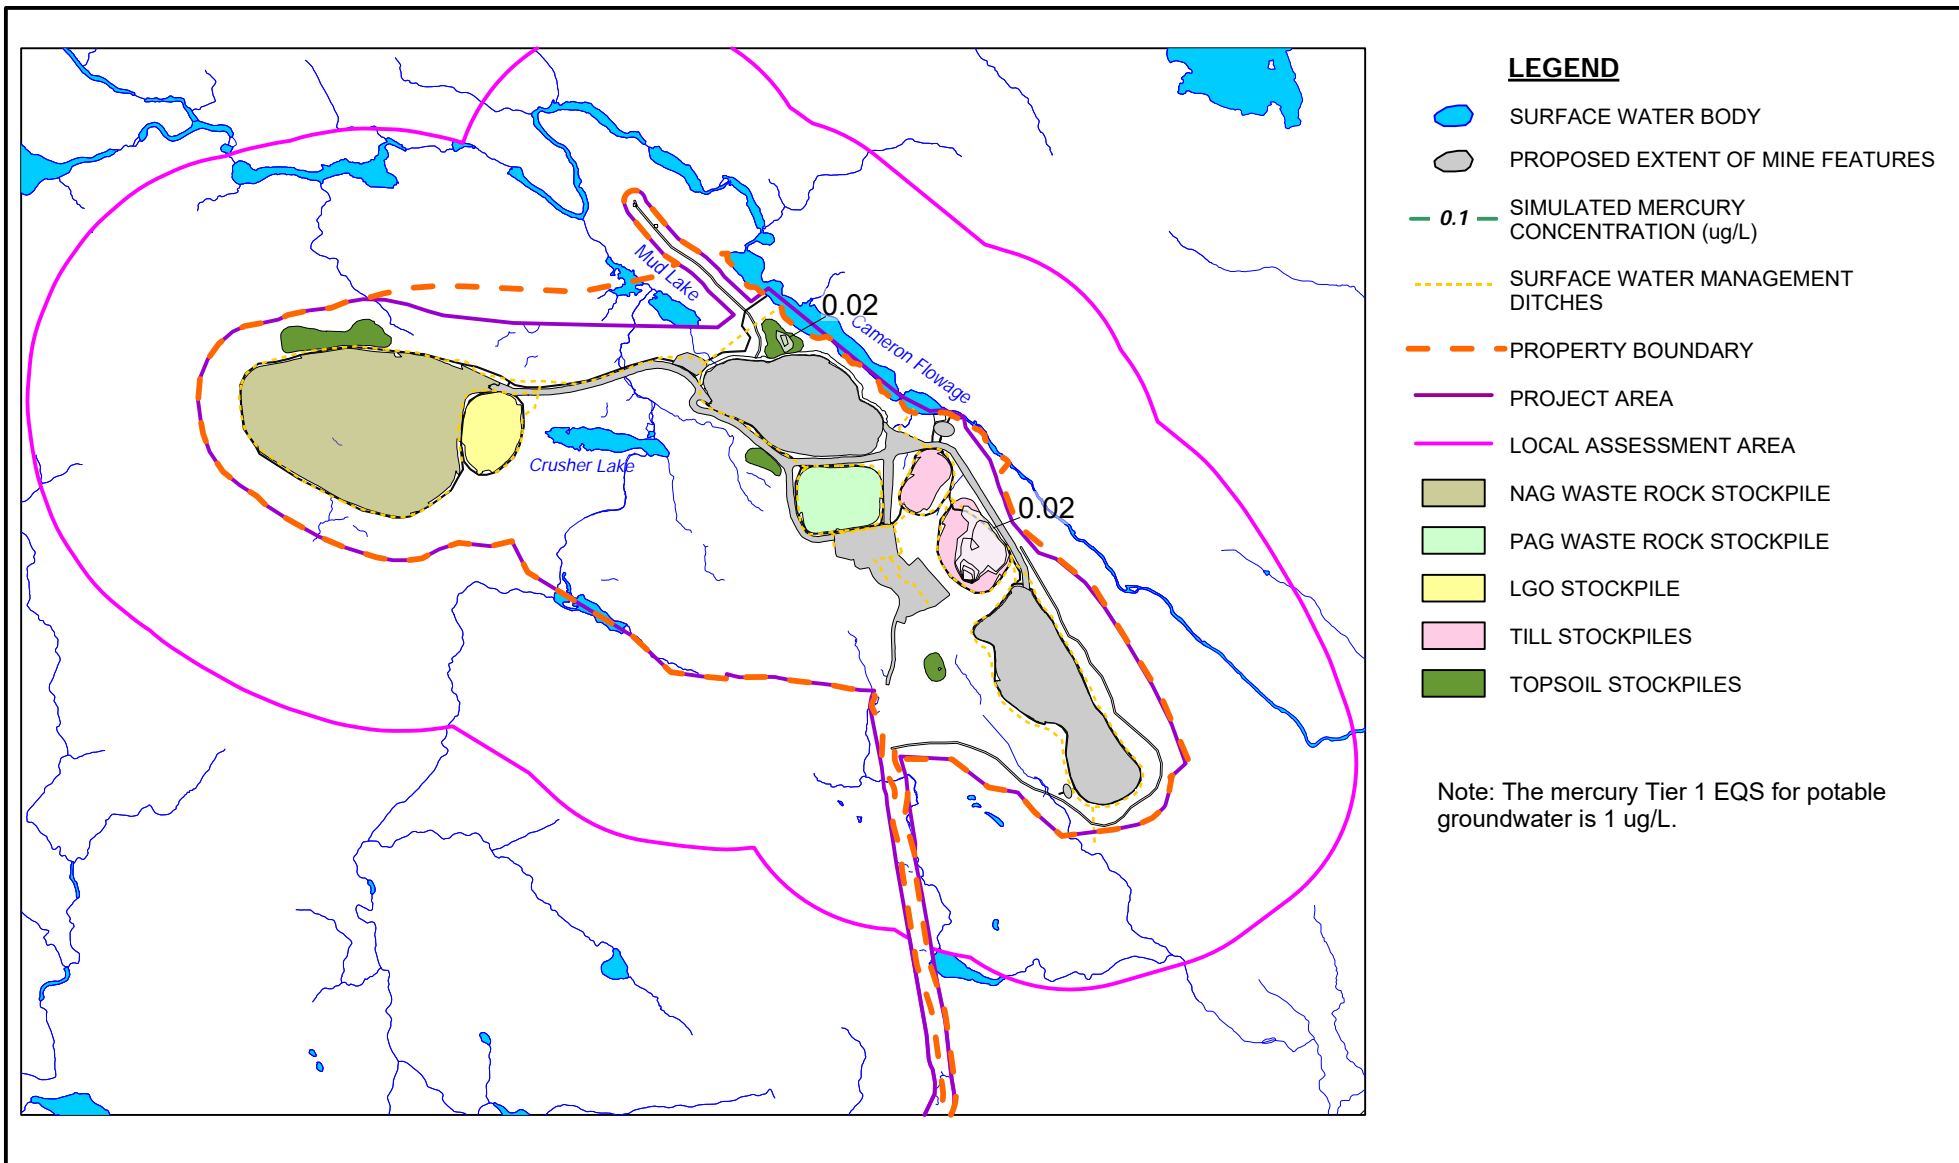 LEGEND
SURFACE WATER BODY
PROPOSED EXTENT OF MINE FEATURES
0.1
SIMULATED MERCURY
CONCENTRATION (ug/L)
SURFACE WATER MANAGEMENT
DITCHES
PROPERTY BOUNDARY
PROJECT AREA
LOCAL ASSESSMENT AREA
NAG WASTE ROCK STOCKPILE
PAG WASTE ROCK STOCKPILE
LGO STOCKPILE
TILL STOCKPILES
TOPSOIL STOCKPILES
Note: The mercury Tier 1 EQS for potable
groundwater is 1 ug/L.
Mud Lake
0.02
Cameron Flowage
Crusher Lake
0.02